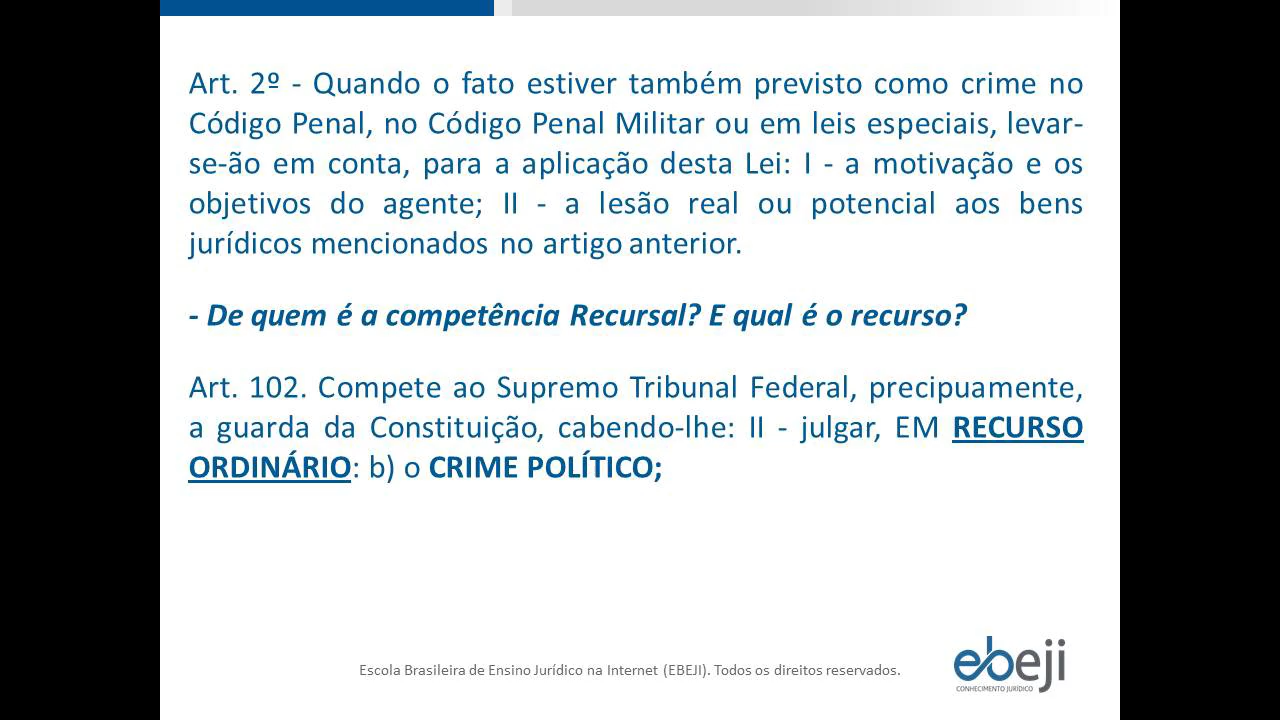 Art. 2º - Quando o fato estiver também previsto como crime no
Código Penal, no Código Penal Militar ou em leis especiais, levar-
se-ão em conta, para a aplicação desta Lei: I - a motivação e os
objetivos do agente; II - a lesão real ou potencial aos bens
jurídicos mencionados no artigo anterior.
- De quem é a competência Recursal? E qual é o recurso?
Art. 102. Compete ao Supremo Tribunal Federal, precipuamente,
a guarda da Constituição, cabendo-lhe: II - julgar, EM RECURSO
ORDINÁRIO: b) o CRIME POLÍTICO;
Escola Brasileira de Ensino Jurídico na Internet (EBEJI). Todos os direitos reservados.
ebeji
CONHECIMENTO JURÍDICO